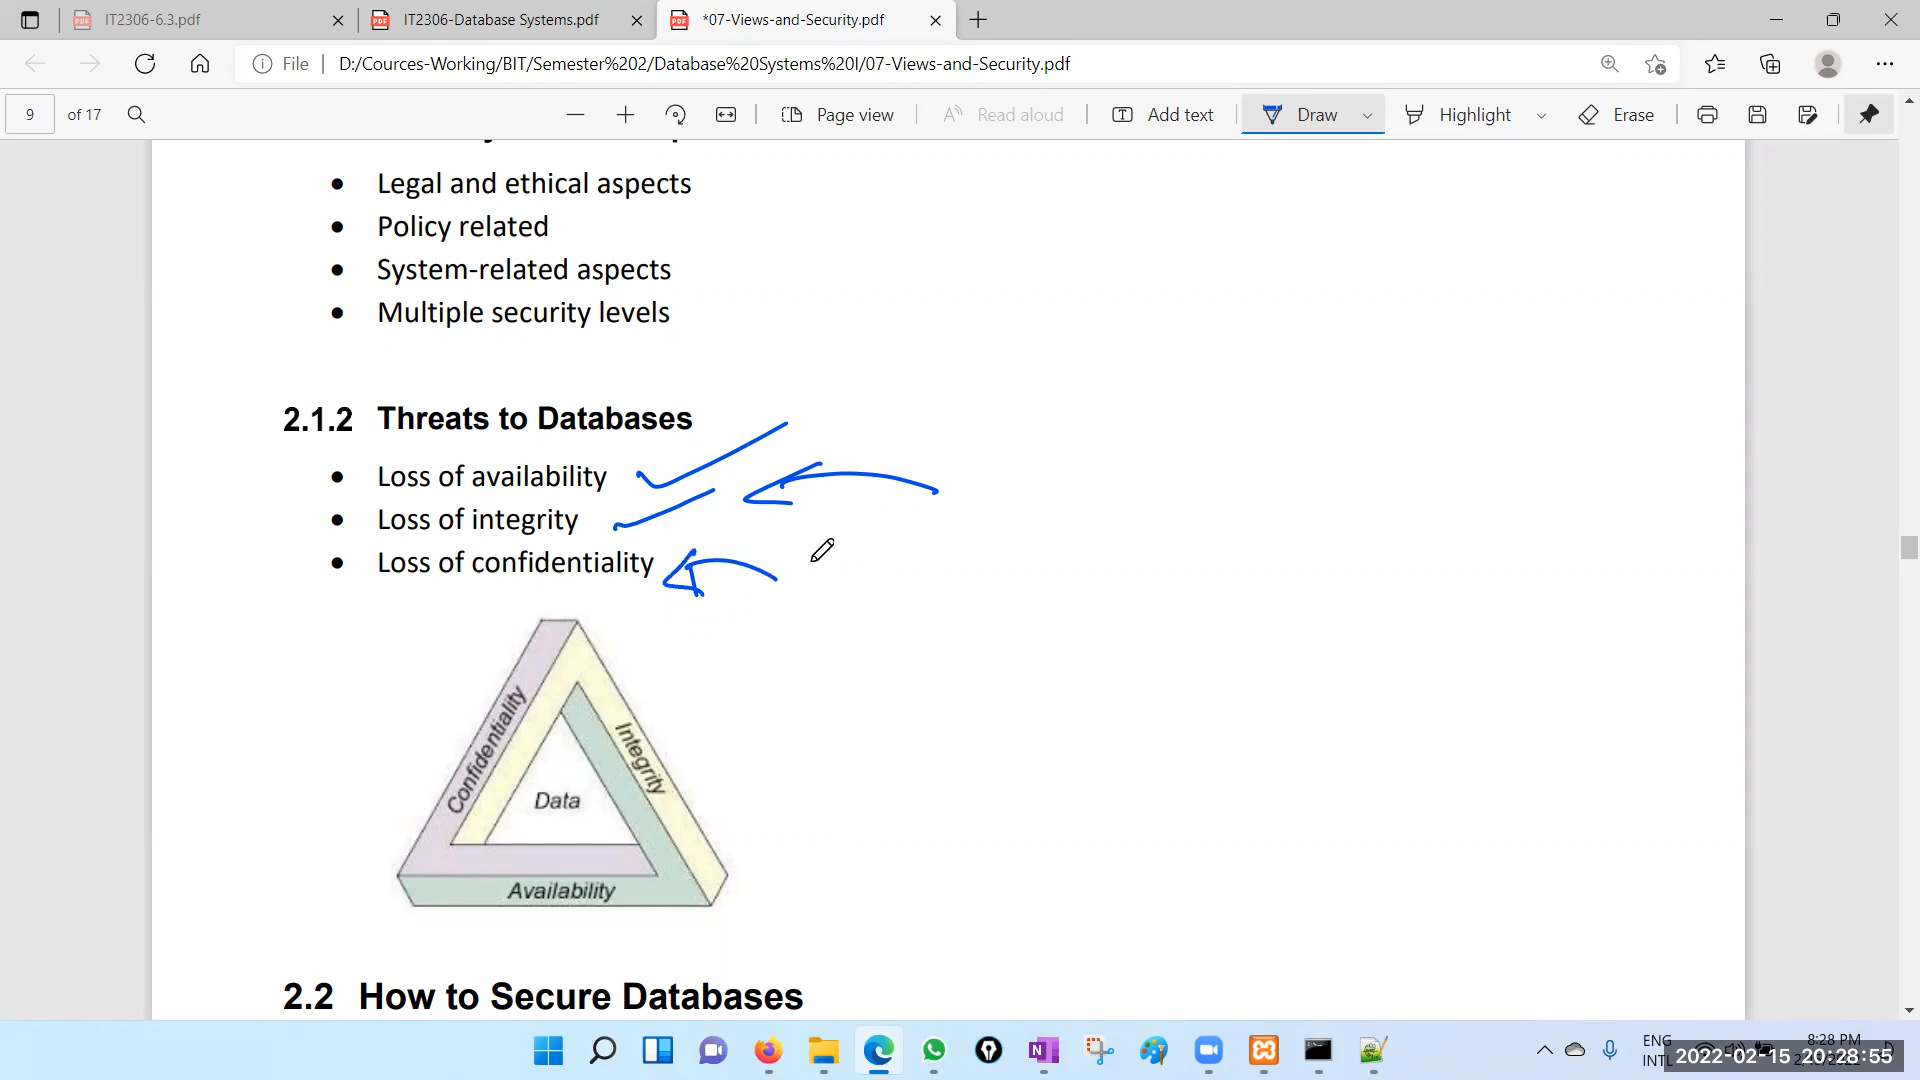 IT2306-6.3.pdf
IT2306-Database Systems.pdf
*07-Views-and-Security.pdf
File
D:/Cources-Working/BIT/Semester%202/Database%20Systems%20I/07-Views-and-Security.pdf
9 of 17
Page view
Read aloud
Add text
Draw
Highlight
Erase
• Legal and ethical aspects
• Policy related
• System-related aspects
• Multiple security levels
2.1.2 Threats to Databases
• Loss of availability
• Loss of integrity
• Loss of confidentiality
Confidentiality
Integrity
Data
Availability
2.2 How to Secure Databases
ENG
INTL
8:28 PM
2022-02-15 20:28:55